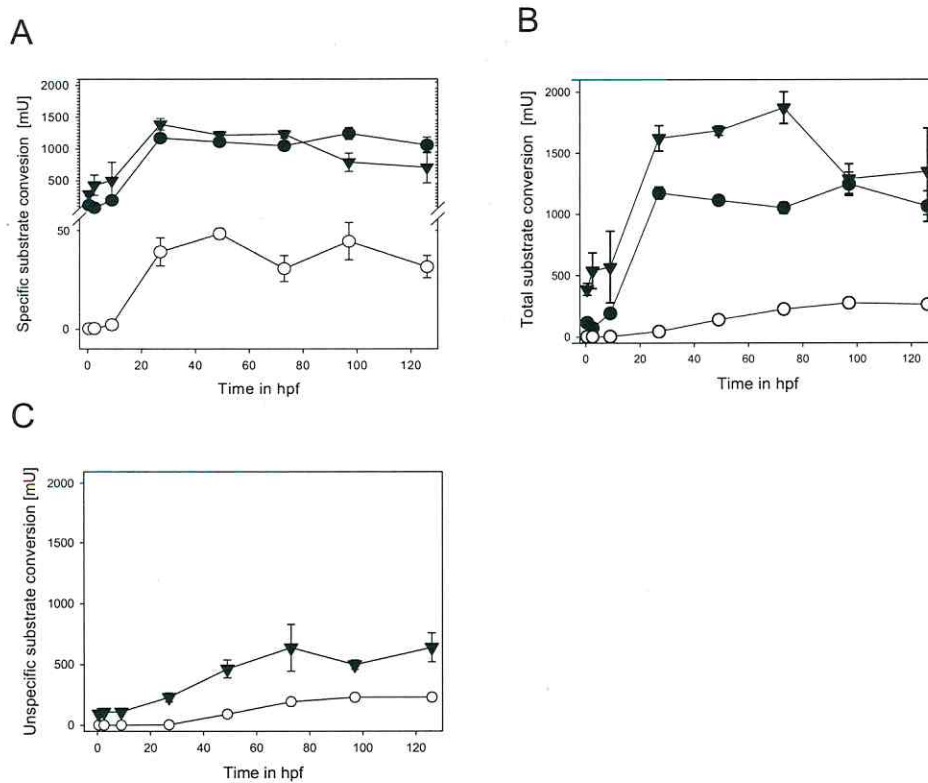 A
Specific substrate convesion [mU]
2000
1500
1000
500
50
0
0 20 40 60 80 100 120
Time in hpf
B
Total substrate conversion [mU]
2000
1500
1000
500
0
0 20 40 60 80 100 120
Time in hpf
C
Unspecific substrate conversion [mU]
2000
1500
1000
500
0
0 20 40 60 80 100 120
Time in hpf